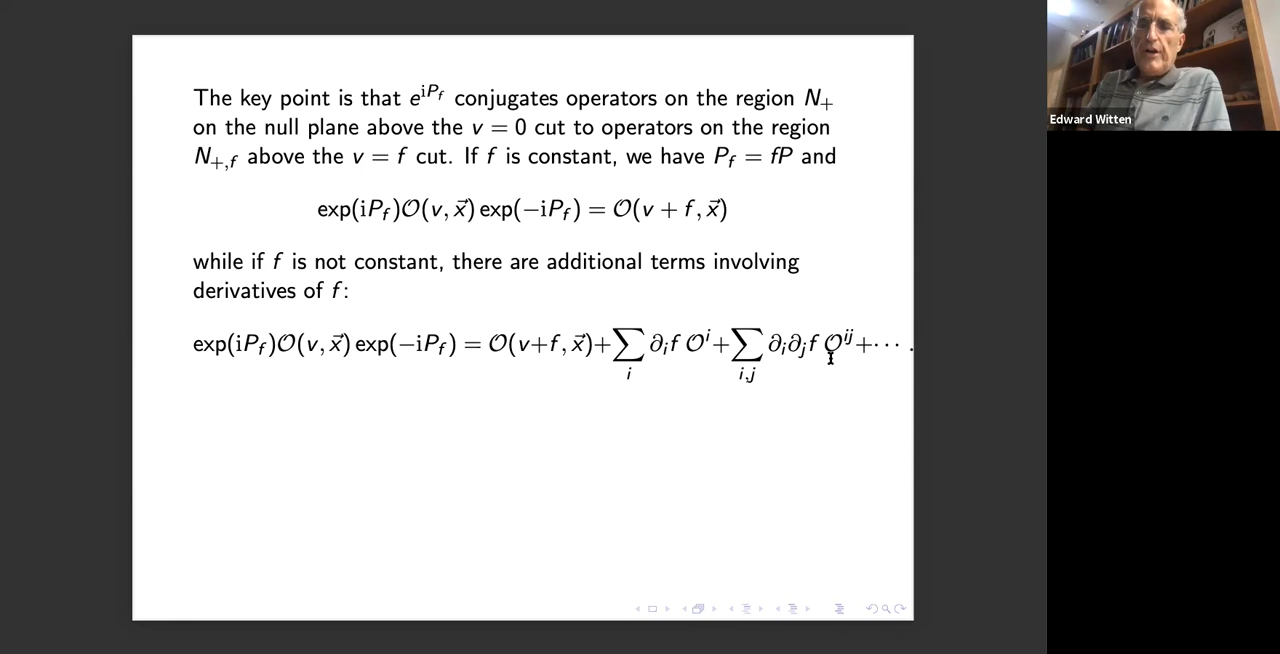 The key point is that e^{iP_f} conjugates operators on the region N_+
on the null plane above the v = 0 cut to operators on the region
N_{+,f} above the v = f cut. If f is constant, we have P_f = fP and
exp(iP_f)𝒪(v, x⃗) exp(−iP_f) = 𝒪(v + f, x⃗)
while if f is not constant, there are additional terms involving
derivatives of f:
exp(iP_f)𝒪(v, x⃗) exp(−iP_f) = 𝒪(v+f, x⃗)+∑_i ∂_i f 𝒪^i+∑_{i,j} ∂_i∂_j f 𝒪^{ij}+⋯ .
Edward Witten